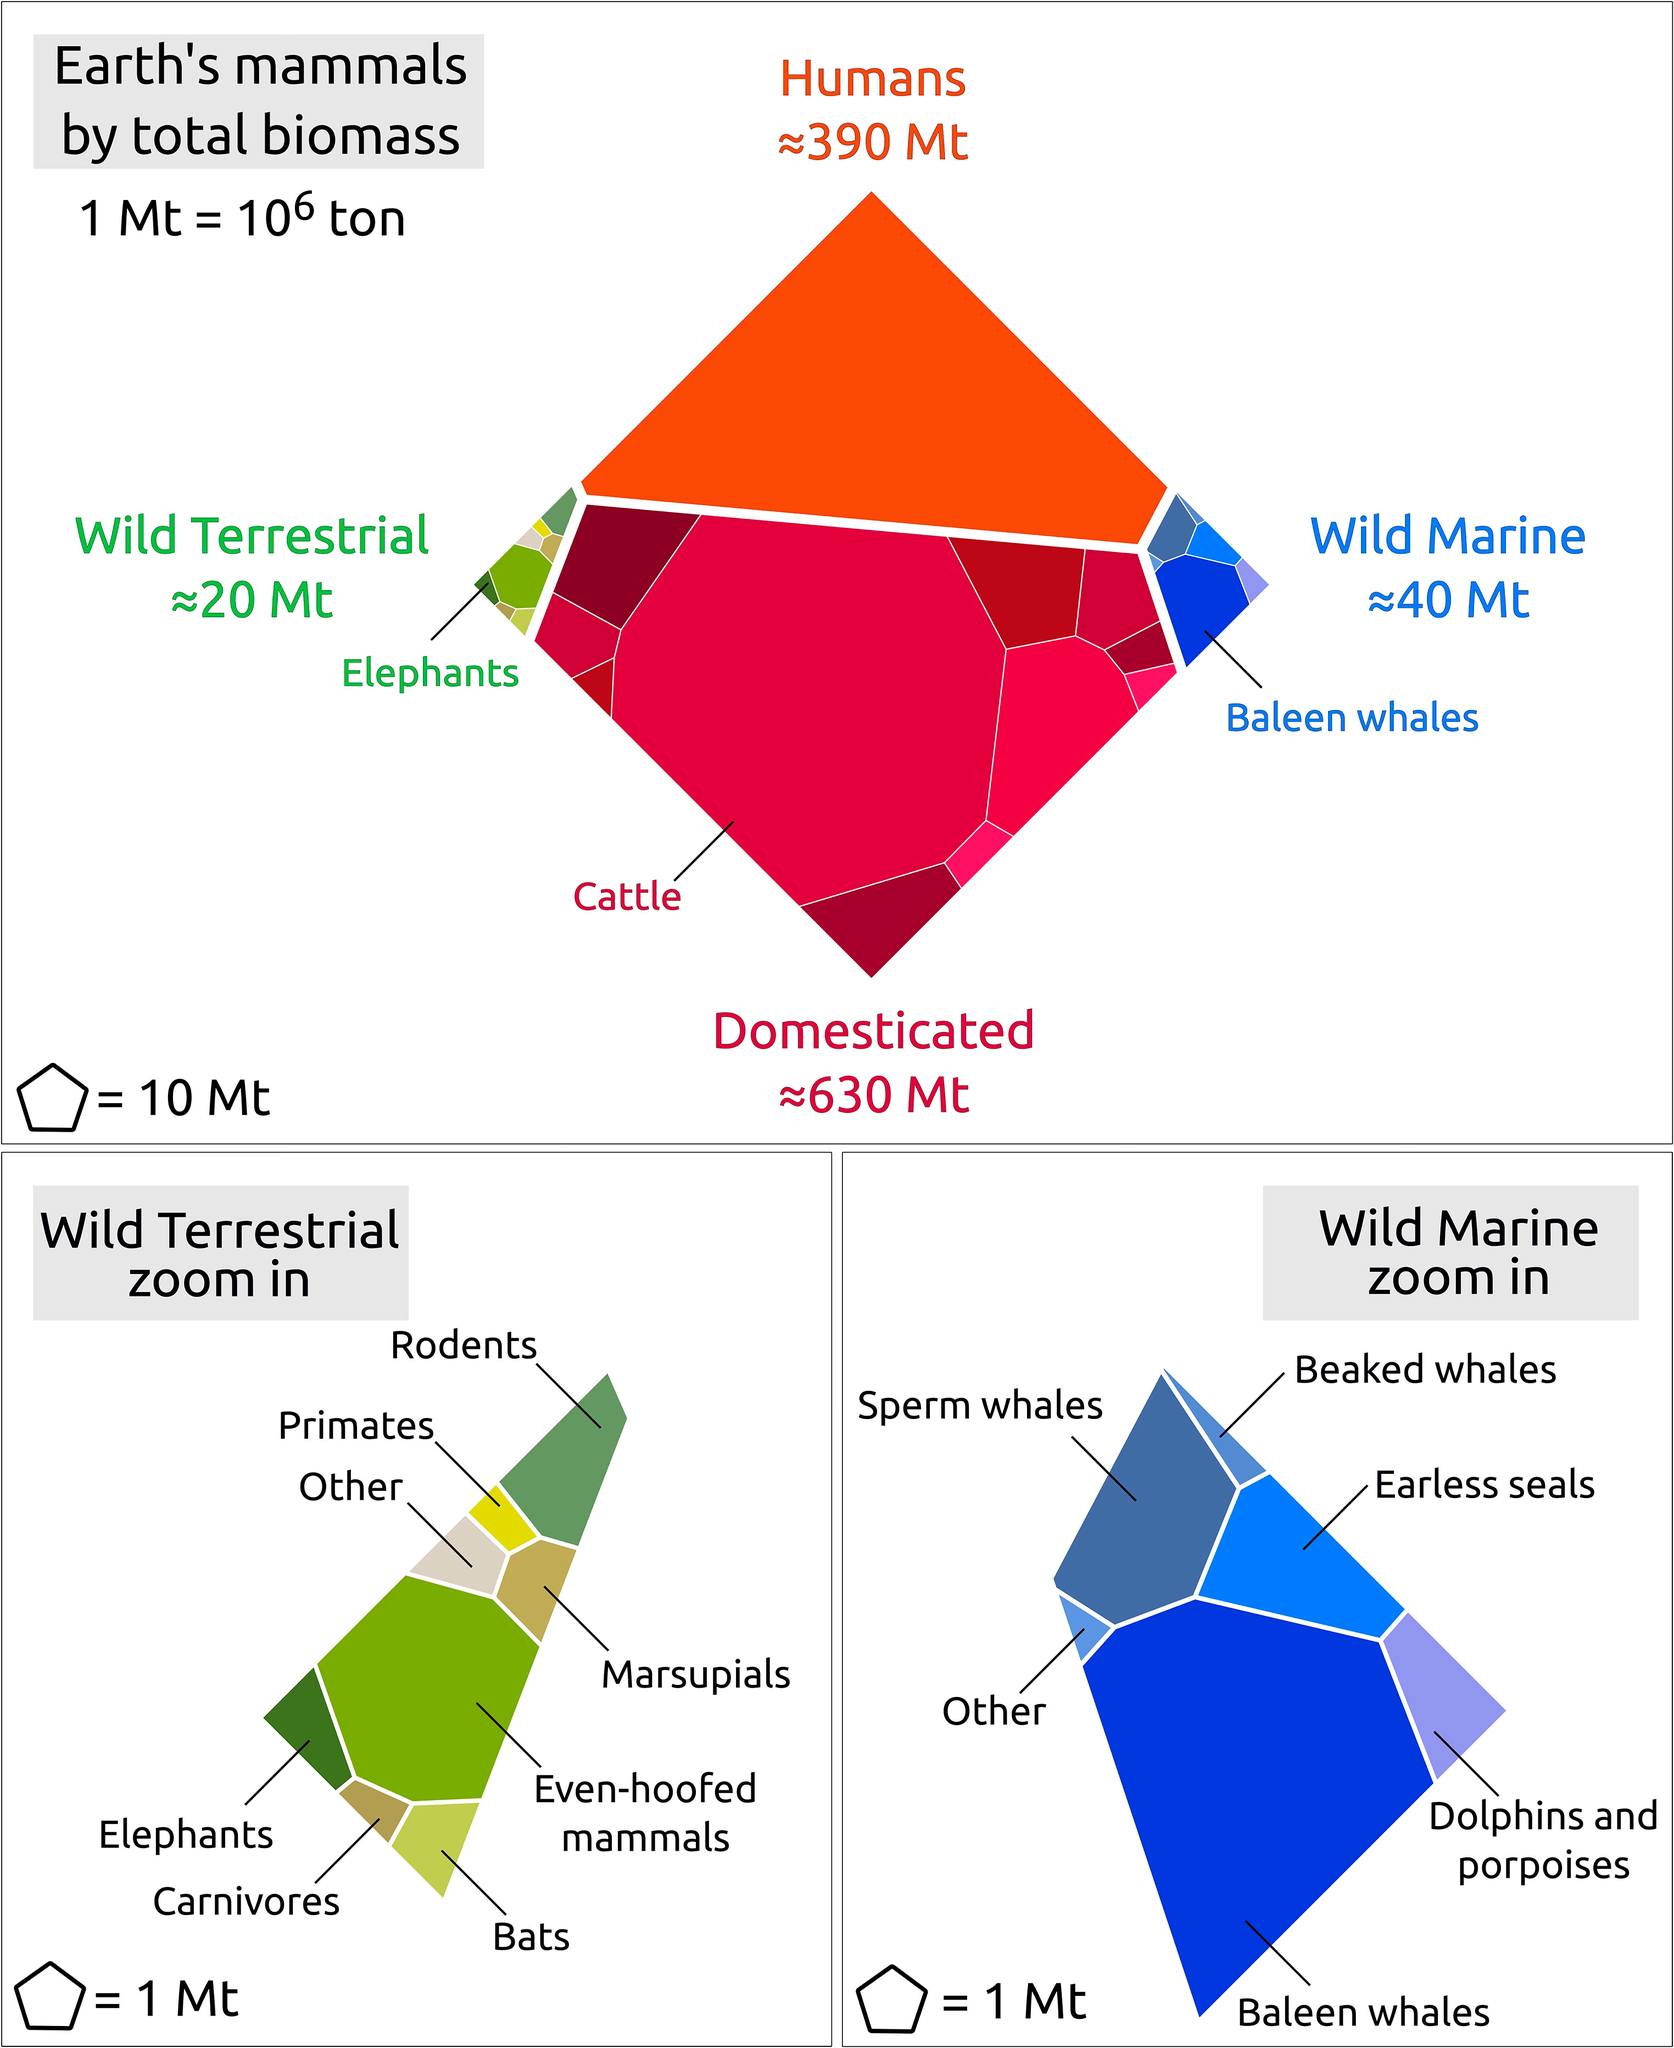 Earth's mammals
by total biomass
1 Mt = 10⁶ ton
Humans
≈390 Mt
Wild Terrestrial
≈20 Mt
Elephants
Wild Marine
≈40 Mt
Baleen whales
Cattle
Domesticated
≈630 Mt
= 10 Mt
Wild Terrestrial
zoom in
Rodents
Primates
Other
Marsupials
Even-hoofed
mammals
Elephants
Carnivores
Bats
= 1 Mt
Wild Marine
zoom in
Beaked whales
Sperm whales
Earless seals
Other
Dolphins and
porpoises
Baleen whales
= 1 Mt